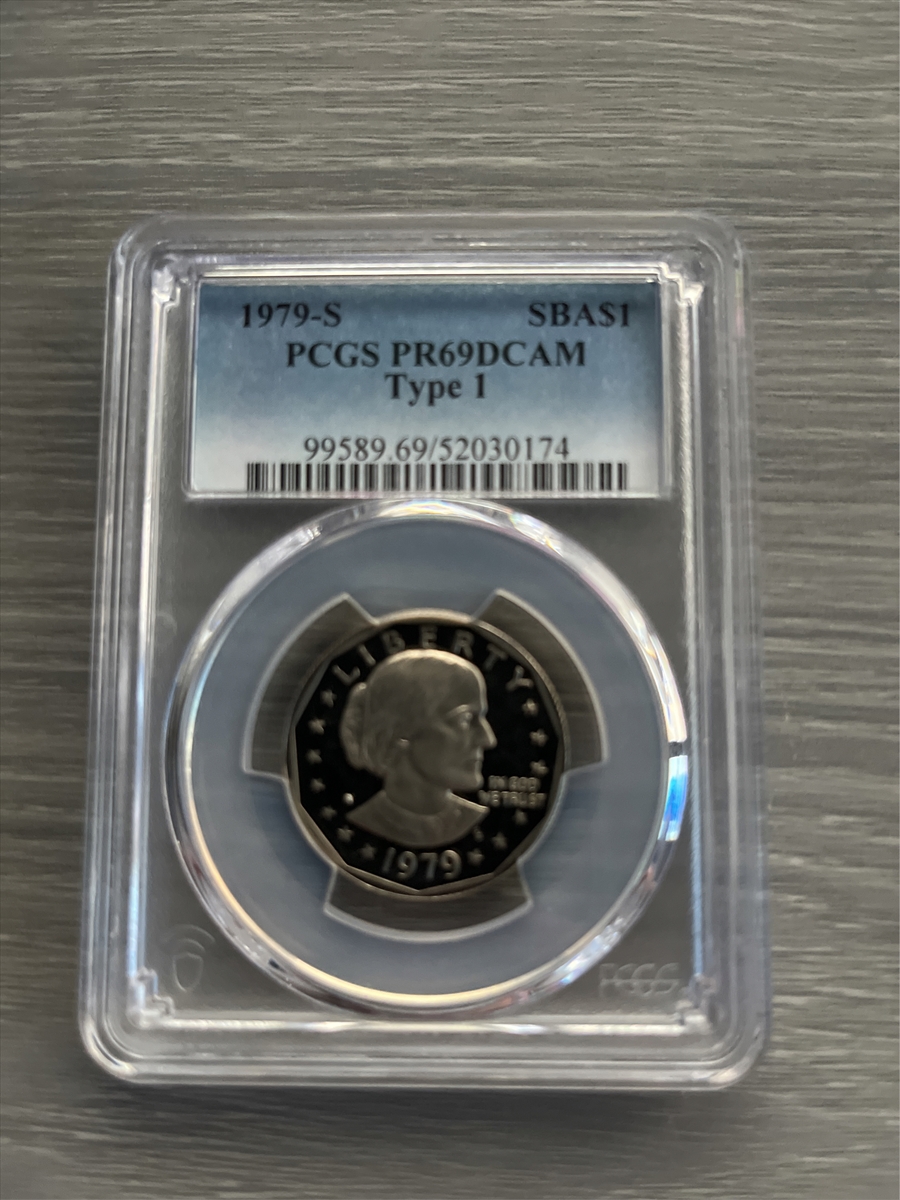 1979-S SBA$1
PCGS PR69DCAM
Type 1
99589.69/52030174
LIBERTY
IN GOD
WE TRUST
1979
PCGS